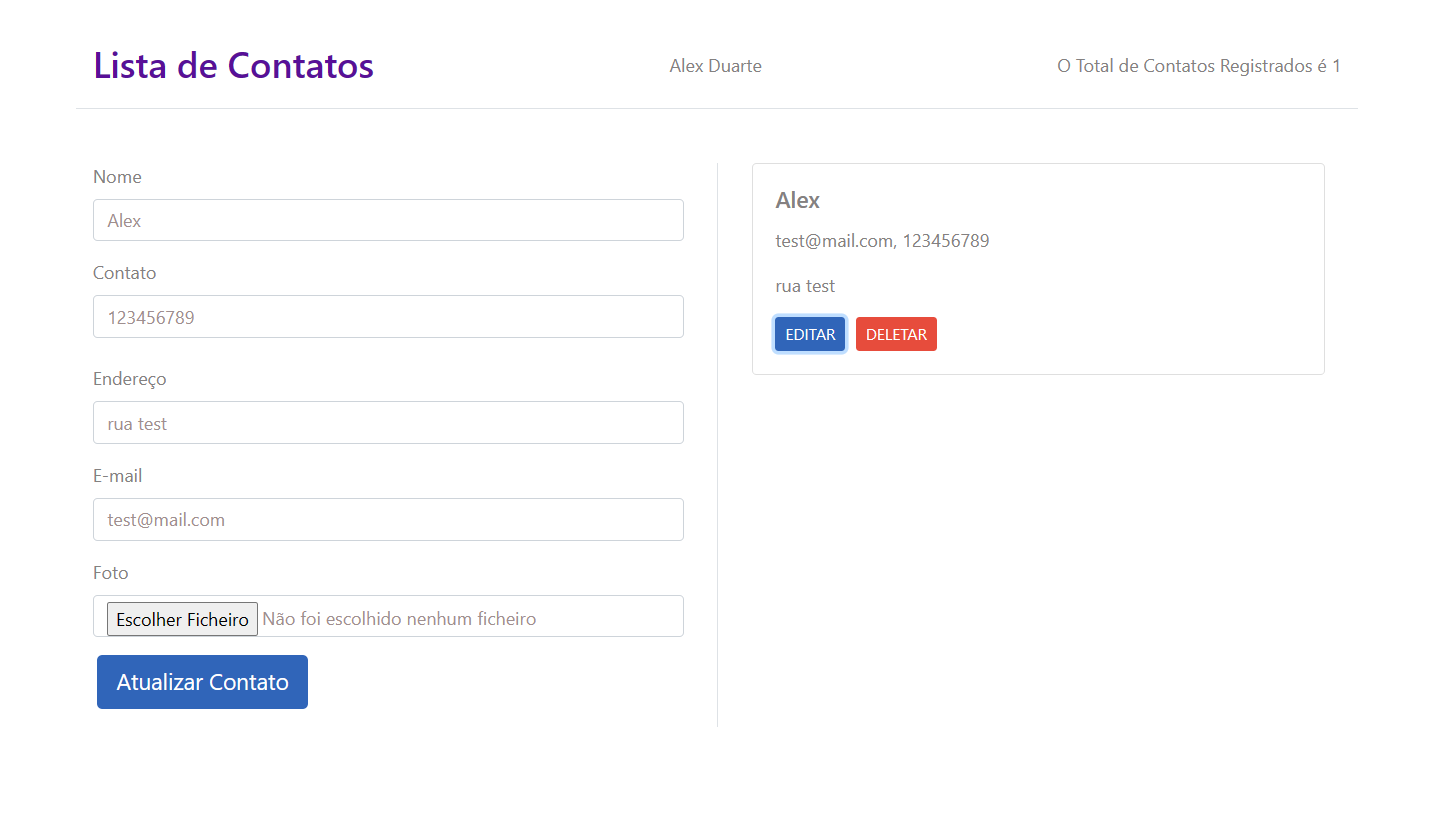 Lista de Contatos
Alex Duarte
O Total de Contatos Registrados é 1
Nome
Alex
Contato
123456789
Endereço
rua test
E-mail
test@mail.com
Foto
Escolher Ficheiro Não foi escolhido nenhum ficheiro
Atualizar Contato
Alex
test@mail.com, 123456789
rua test
EDITAR DELETAR